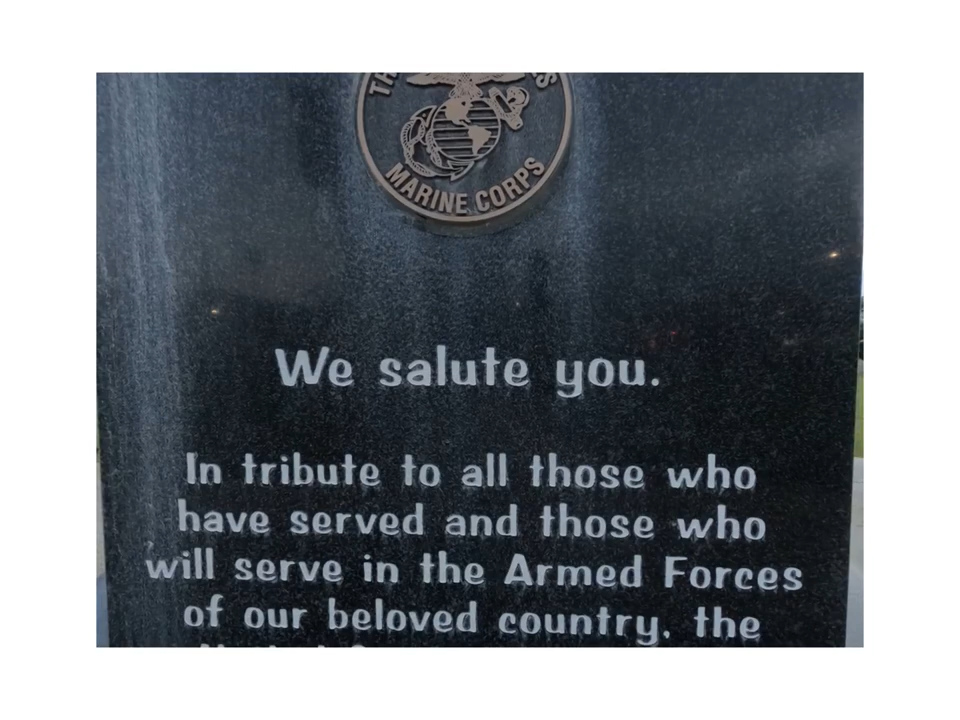 MARINE CORPS
We salute you.
In tribute to all those who
have served and those who
will serve in the Armed Forces
of our beloved country, the